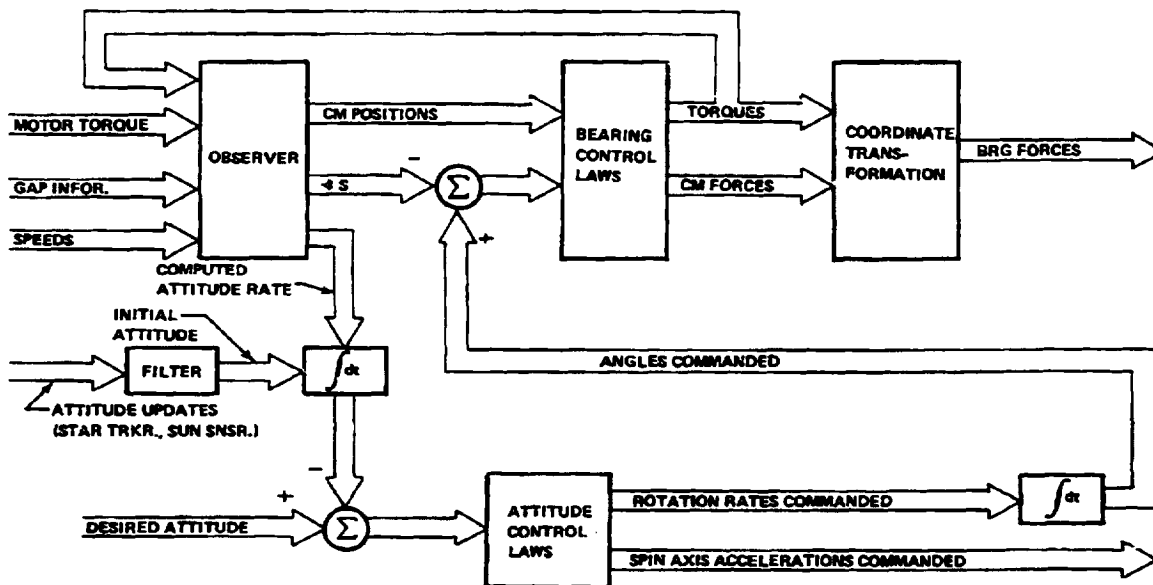 MOTOR TORQUE
GAP INFOR.
SPEEDS
OBSERVER
CM POSITIONS
∢ S
-
Σ
+
BEARING
CONTROL
LAWS
TORQUES
CM FORCES
COORDINATE
TRANS-
FORMATION
BRG FORCES
COMPUTED
ATTITUDE RATE
INITIAL
ATTITUDE
FILTER
∫dt
ATTITUDE UPDATES
(STAR TRKR., SUN SNSR.)
ANGLES COMMANDED
-
+
DESIRED ATTITUDE
Σ
ATTITUDE
CONTROL
LAWS
ROTATION RATES COMMANDED
∫dt
SPIN AXIS ACCELERATIONS COMMANDED